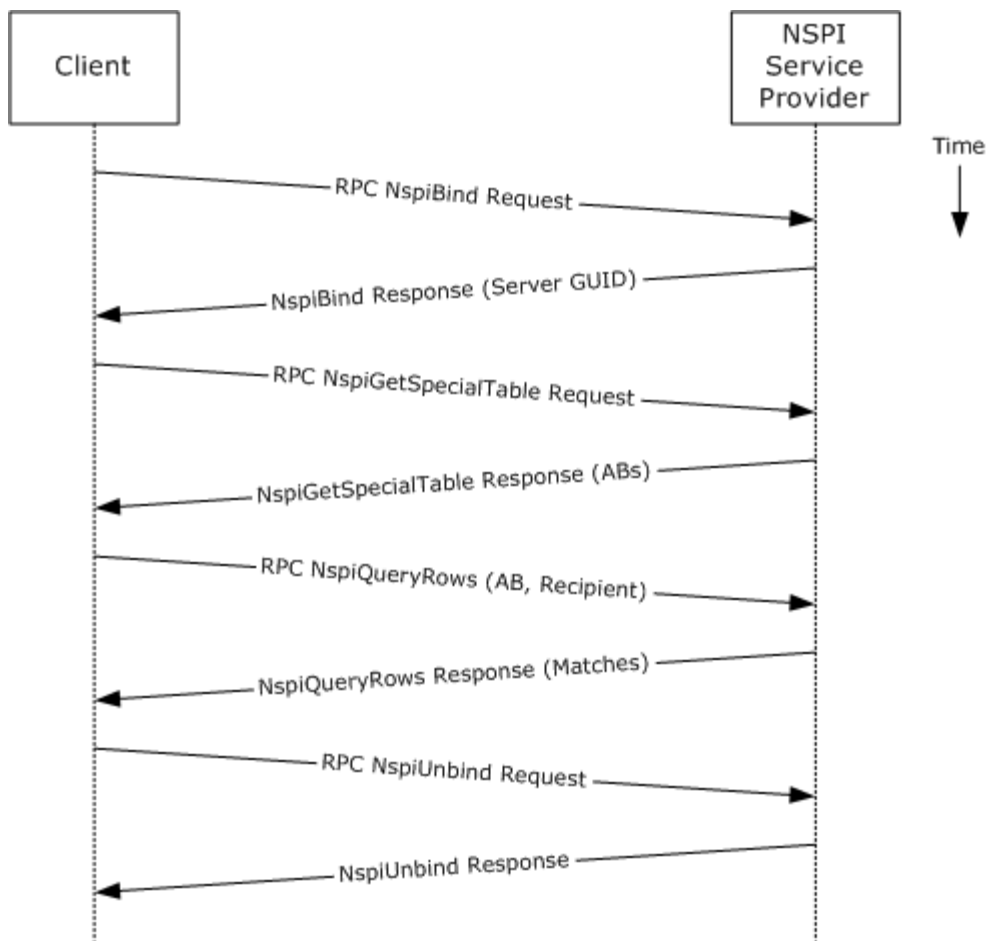 Client
NSPI
Service
Provider
Time
RPC NspiBind Request
NspiBind Response (Server GUID)
RPC NspiGetSpecialTable Request
NspiGetSpecialTable Response (ABs)
RPC NspiQueryRows (AB, Recipient)
NspiQueryRows Response (Matches)
RPC NspiUnbind Request
NspiUnbind Response